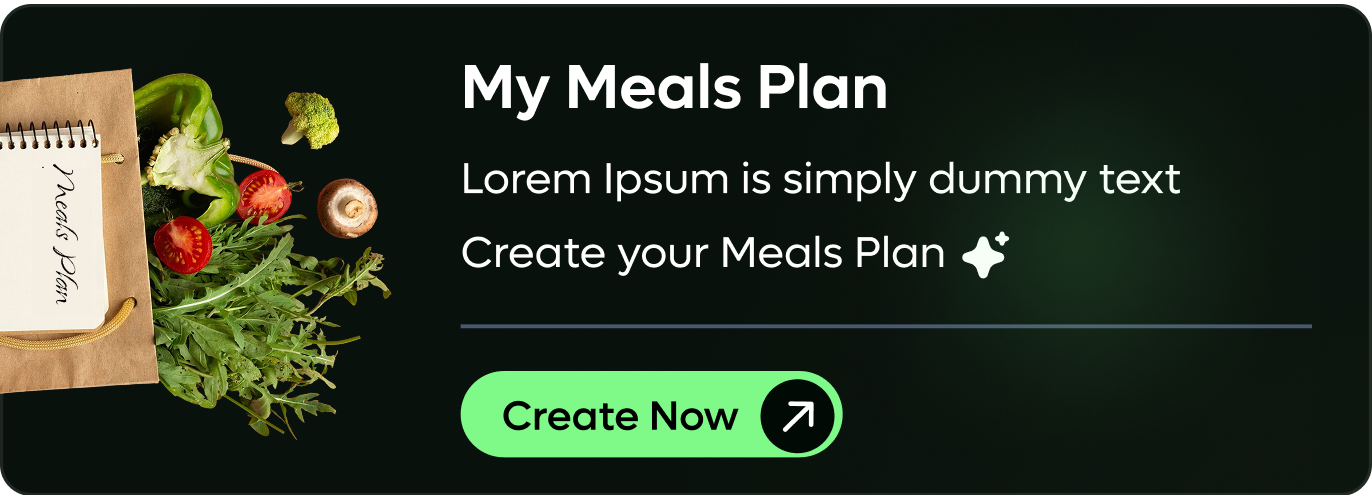 Meals Plan
My Meals Plan
Lorem Ipsum is simply dummy text
Create your Meals Plan
Create Now